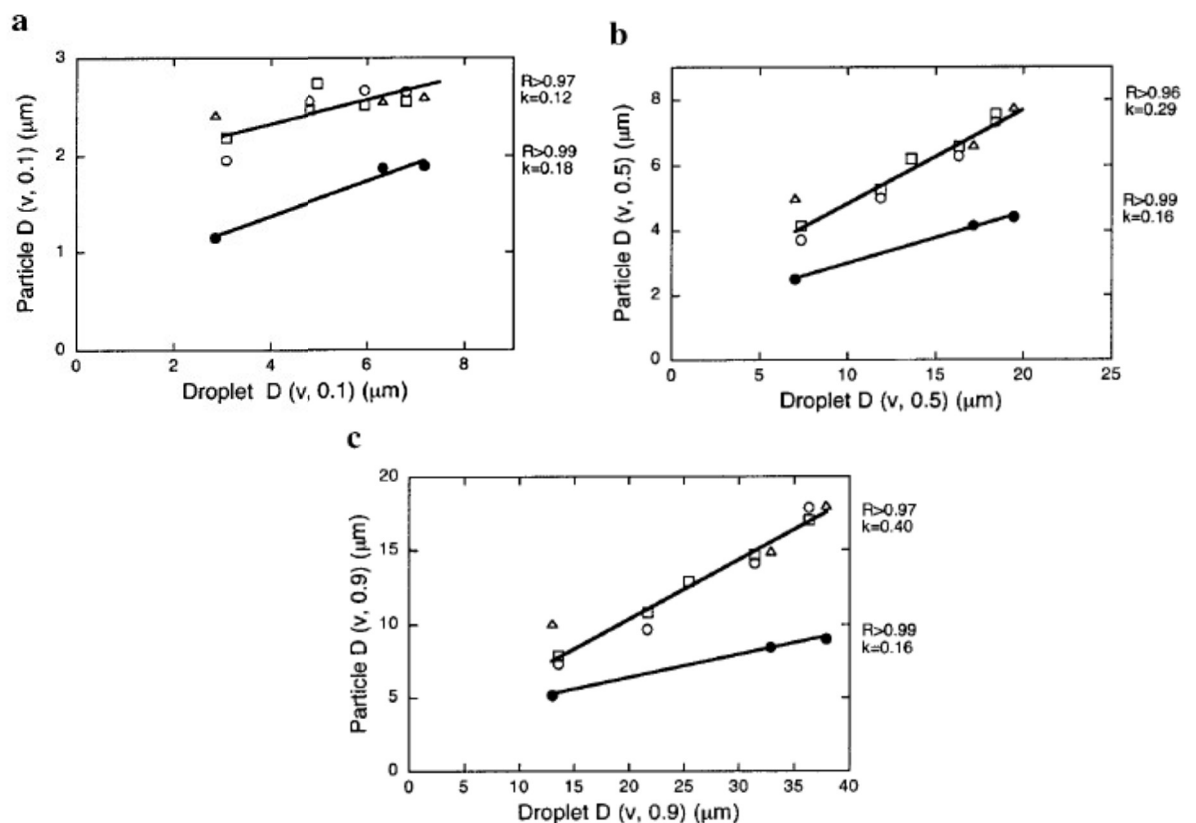 a
3
2
1
0
0
2
4
6
8
Particle D (v, 0.1) (μm)
Droplet D (v, 0.1) (μm)
R>0.97
k=0.12
R>0.99
k=0.18
b
8
6
4
2
0
0
5
10
15
20
25
Particle D (v, 0.5) (μm)
Droplet D (v, 0.5) (μm)
R>0.96
k=0.29
R>0.99
k=0.16
c
20
15
10
5
0
0
10
15
20
25
30
35
40
Particle D (v, 0.9) (μm)
Droplet D (v, 0.9) (μm)
R>0.97
k=0.40
R>0.99
k=0.16